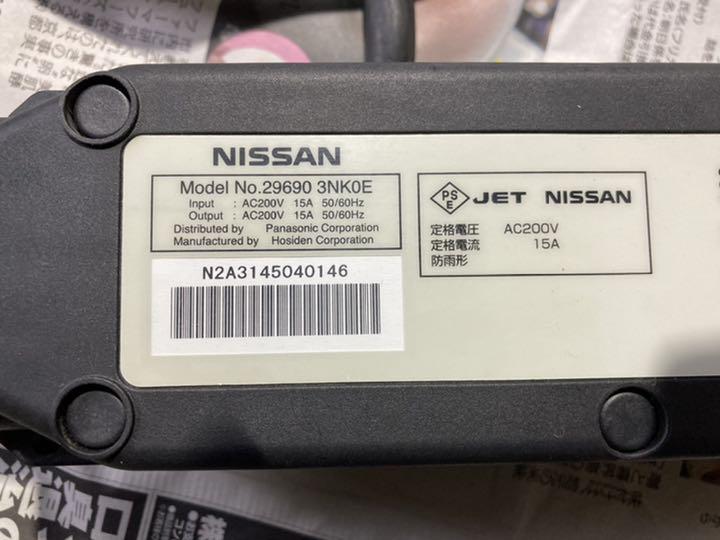 NISSAN
Model No.29690 3NK0E
Input : AC200V 15A 50/60Hz
Output : AC200V 15A 50/60Hz
Distributed by Panasonic Corporation
Manufactured by Hosiden Corporation
N2A3145040146
PS
E
JET NISSAN
定格電圧 AC200V
定格電流 15A
防雨形